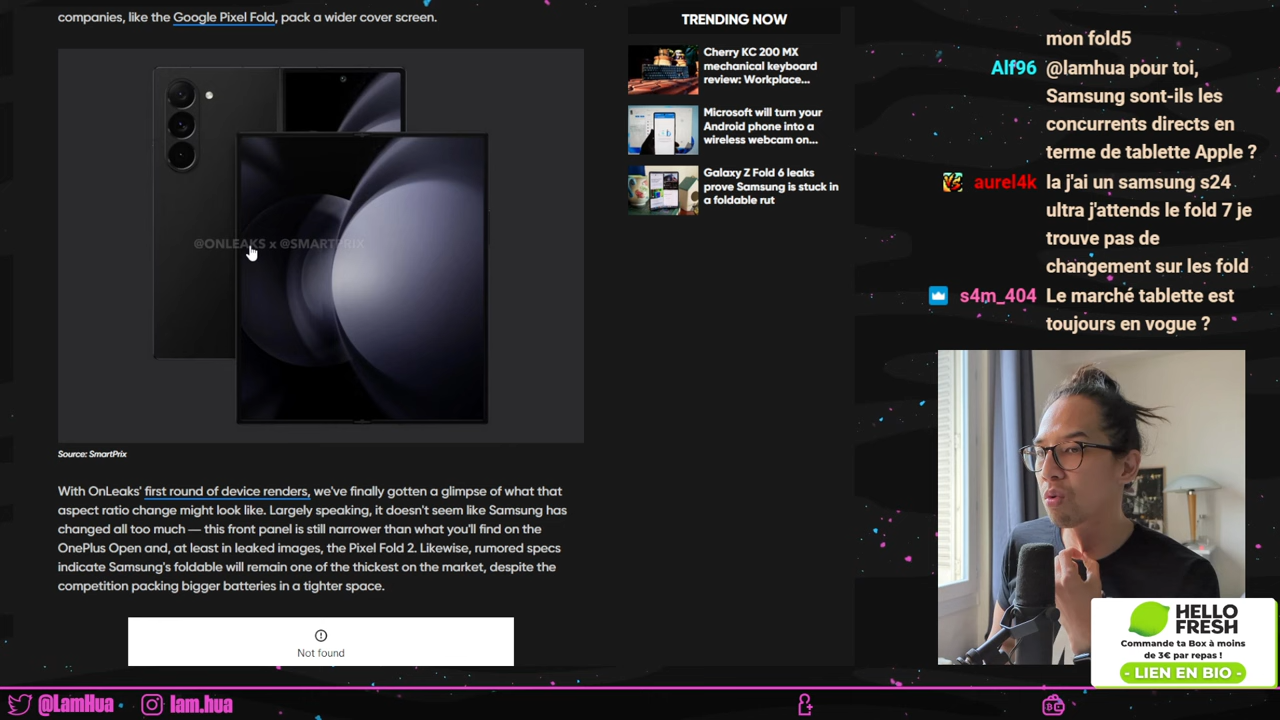 companies, like the Google Pixel Fold, pack a wider cover screen.
@ONLEAKS x @SMARTPRIX
Source: SmartPrix
With OnLeaks' first round of device renders, we've finally gotten a glimpse of what that
aspect ratio change might look like. Largely speaking, it doesn't seem like Samsung has
changed all too much — this front panel is still narrower than what you'll find on the
OnePlus Open and, at least in leaked images, the Pixel Fold 2. Likewise, rumored specs
indicate Samsung's foldable will remain one of the thickest on the market, despite the
competition packing bigger batteries in a tighter space.
Not found
TRENDING NOW
Cherry KC 200 MX
mechanical keyboard
review: Workplace...
Microsoft will turn your
Android phone into a
wireless webcam on...
Galaxy Z Fold 6 leaks
prove Samsung is stuck in
a foldable rut
mon fold5
Alf96 @lamhua pour toi,
Samsung sont-ils les
concurrents directs en
terme de tablette Apple ?
aurel4k la j'ai un samsung s24
ultra j'attends le fold 7 je
trouve pas de
changement sur les fold
s4m_404 Le marché tablette est
toujours en vogue ?
HELLO
FRESH
Commande ta Box à moins
de 3€ par repas !
- LIEN EN BIO -
@LamHua lam.hua